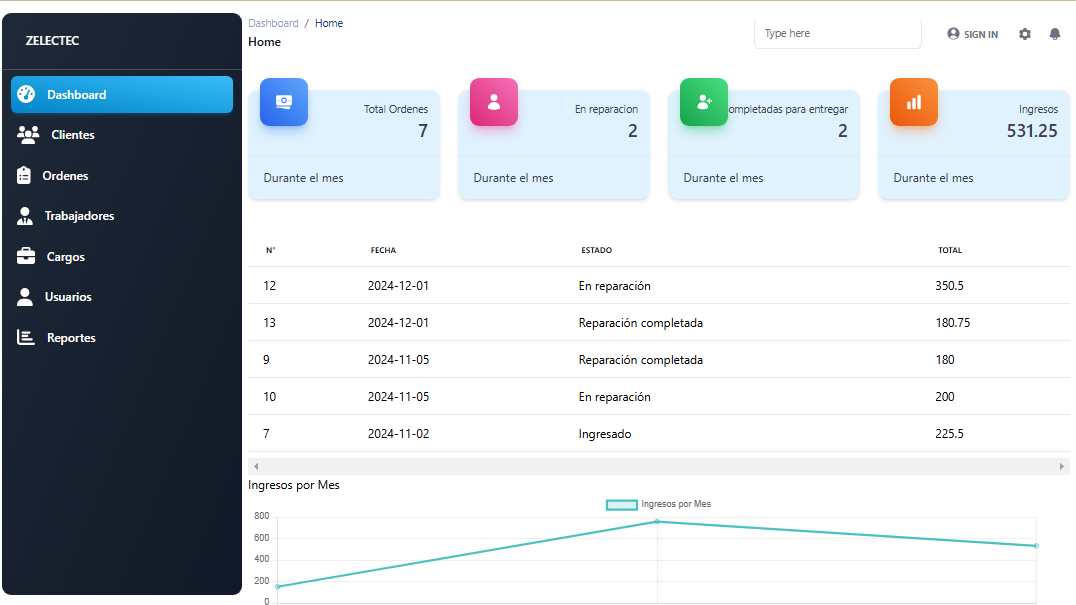 ZELECTEC
Dashboard
Clientes
Ordenes
Trabajadores
Cargos
Usuarios
Reportes
Dashboard / Home
Home
Type here
SIGN IN
Total Ordenes
7
Durante el mes
En reparacion
2
Durante el mes
ompletadas para entregar
2
Durante el mes
Ingresos
531.25
Durante el mes
N° FECHA ESTADO TOTAL
12 2024-12-01 En reparación 350.5
13 2024-12-01 Reparación completada 180.75
9 2024-11-05 Reparación completada 180
10 2024-11-05 En reparación 200
7 2024-11-02 Ingresado 225.5
Ingresos por Mes
Ingresos por Mes
800
600
400
200
0